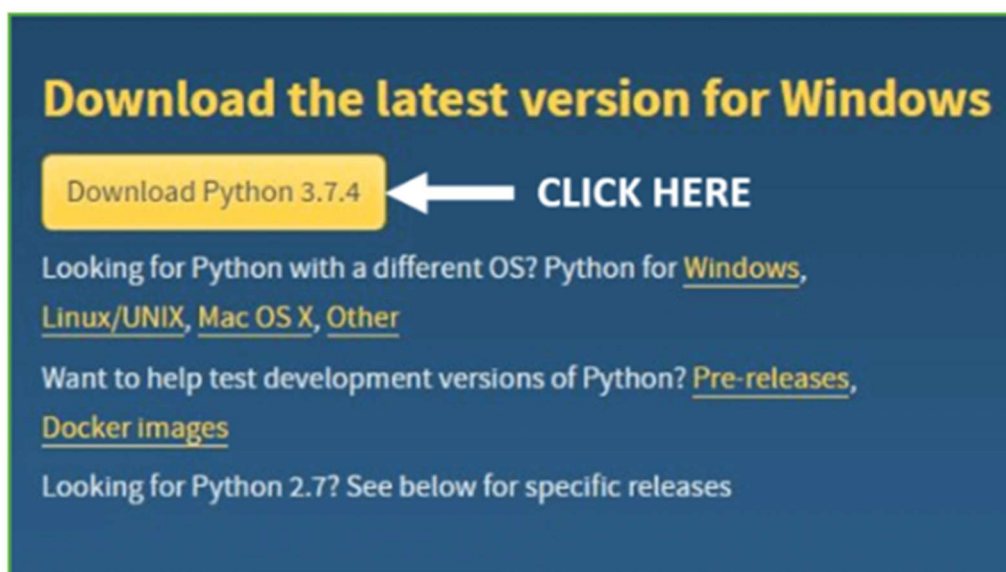 Download the latest version for Windows
Download Python 3.7.4
CLICK HERE
Looking for Python with a different OS? Python for Windows,
Linux/UNIX, Mac OS X, Other
Want to help test development versions of Python? Pre-releases,
Docker images
Looking for Python 2.7? See below for specific releases